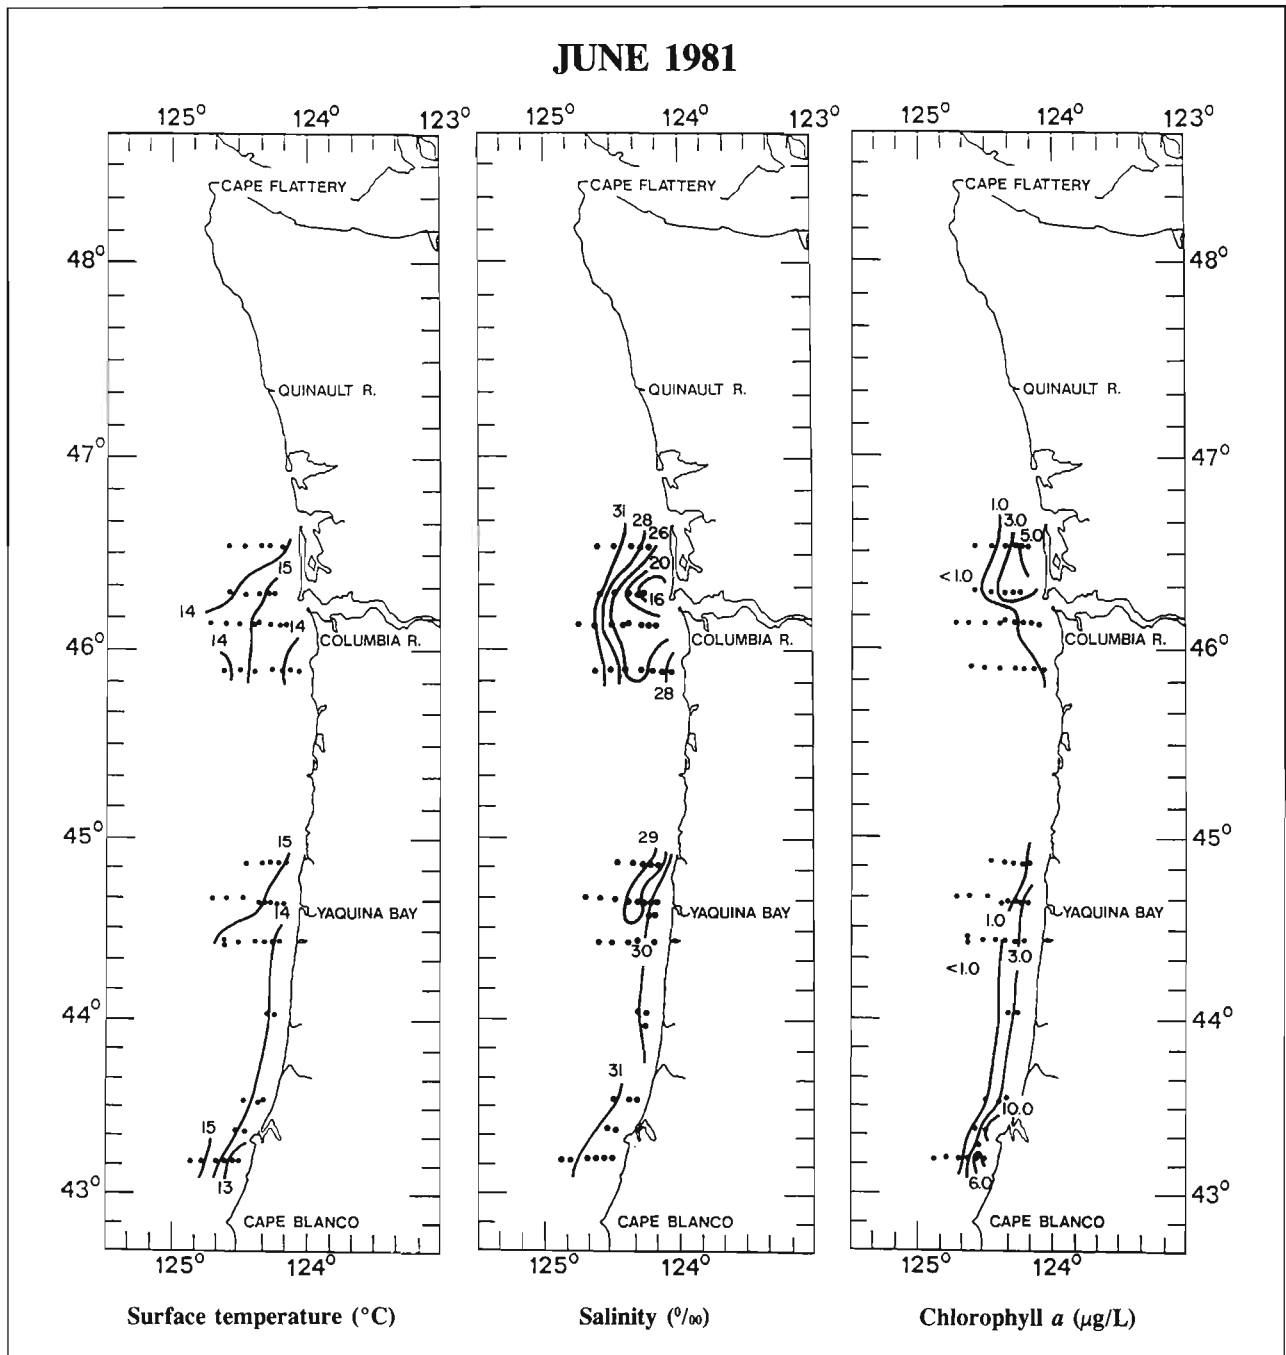 JUNE 1981
125° 124° 123° 125° 124° 123° 125° 124° 123°
CAPE FLATTERY CAPE FLATTERY CAPE FLATTERY
48° 48°
QUINAULT R. QUINAULT R. QUINAULT R.
47° 47°
31 28 26 1.0 3.0 5.0
15 20 <1.0
14 16
14 14 COLUMBIA R. COLUMBIA R. COLUMBIA R.
46° 46°
28
45° 15 29 45°
14 YAQUINA BAY YAQUINA BAY 1.0 YAQUINA BAY
30 <1.0 3.0
44° 44°
31
15 10.0
13 6.0
43° 43°
CAPE BLANCO CAPE BLANCO CAPE BLANCO
125° 124° 125° 124° 125° 124°
Surface temperature (°C) Salinity (⁰/₀₀) Chlorophyll a (μg/L)